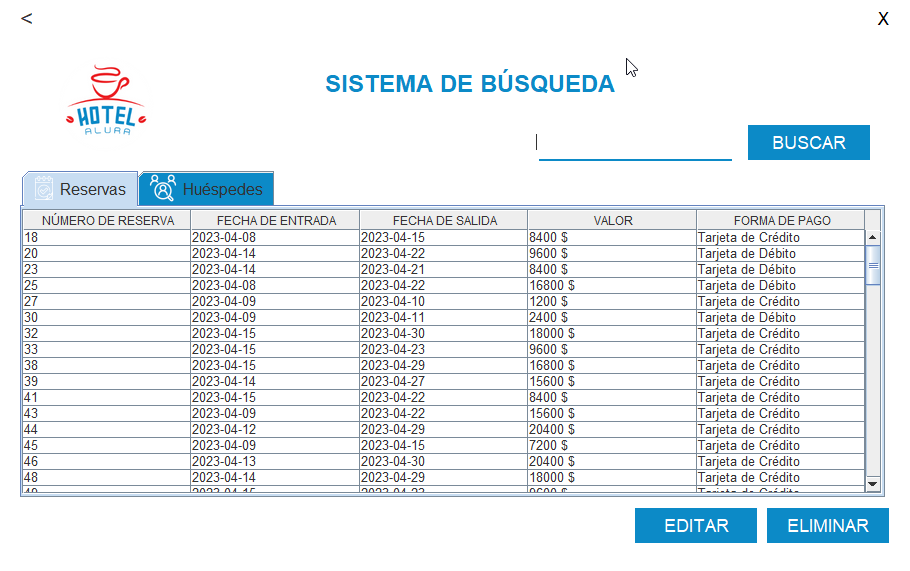 <
X
SISTEMA DE BÚSQUEDA
HOTEL
ALURA
BUSCAR
Reservas Huéspedes
NÚMERO DE RESERVA FECHA DE ENTRADA FECHA DE SALIDA VALOR FORMA DE PAGO
18 2023-04-08 2023-04-15 8400 $ Tarjeta de Crédito
20 2023-04-14 2023-04-22 9600 $ Tarjeta de Débito
23 2023-04-14 2023-04-21 8400 $ Tarjeta de Débito
25 2023-04-08 2023-04-22 16800 $ Tarjeta de Débito
27 2023-04-09 2023-04-10 1200 $ Tarjeta de Crédito
30 2023-04-09 2023-04-11 2400 $ Tarjeta de Débito
32 2023-04-15 2023-04-30 18000 $ Tarjeta de Crédito
33 2023-04-15 2023-04-23 9600 $ Tarjeta de Crédito
38 2023-04-15 2023-04-29 16800 $ Tarjeta de Crédito
39 2023-04-14 2023-04-27 15600 $ Tarjeta de Crédito
41 2023-04-15 2023-04-22 8400 $ Tarjeta de Crédito
43 2023-04-09 2023-04-22 15600 $ Tarjeta de Crédito
44 2023-04-12 2023-04-29 20400 $ Tarjeta de Crédito
45 2023-04-09 2023-04-15 7200 $ Tarjeta de Crédito
46 2023-04-13 2023-04-30 20400 $ Tarjeta de Crédito
48 2023-04-14 2023-04-29 18000 $ Tarjeta de Crédito
EDITAR ELIMINAR